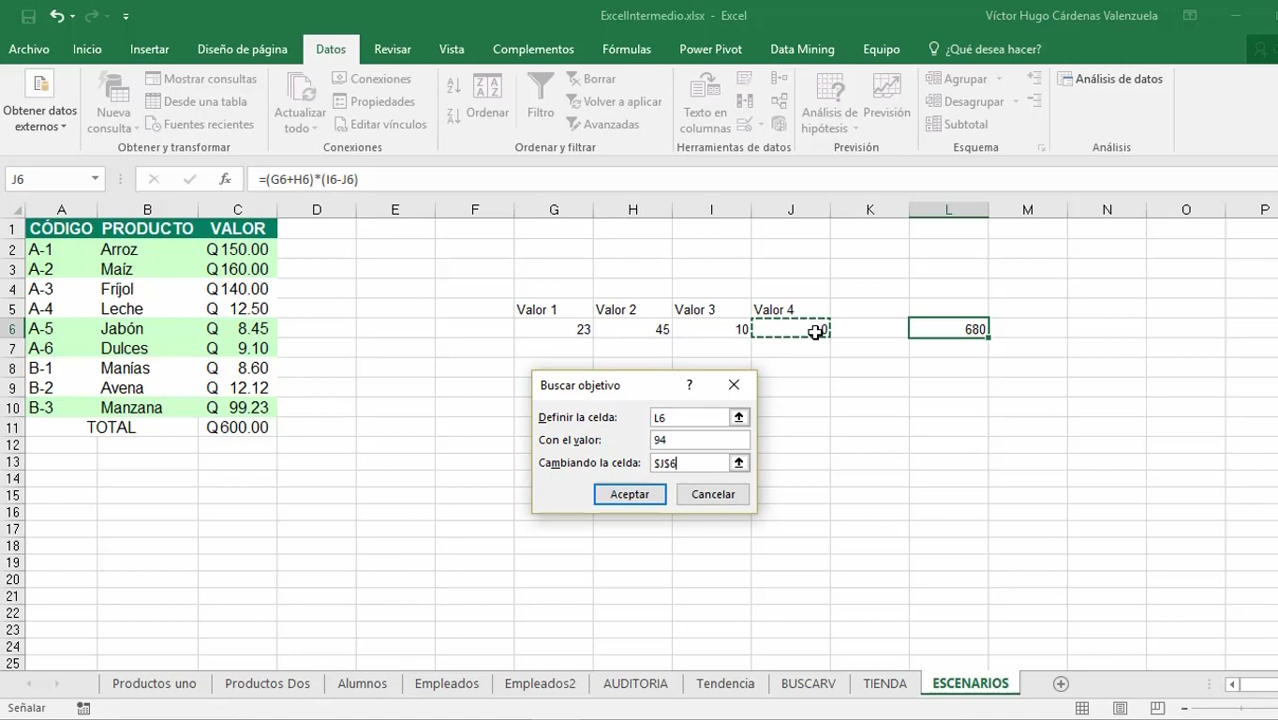 ExcelIntermedio.xlsx - Excel
Víctor Hugo Cárdenas Valenzuela
Archivo Inicio Insertar Diseño de página Datos Revisar Vista Complementos Fórmulas Power Pivot Data Mining Equipo ¿Qué desea hacer?
Obtener datos externos
Nueva consulta
Mostrar consultas
Desde una tabla
Fuentes recientes
Obtener y transformar
Actualizar todo
Conexiones
Propiedades
Editar vínculos
Conexiones
Ordenar
Filtro
Borrar
Volver a aplicar
Avanzadas
Ordenar y filtrar
Texto en columnas
Herramientas de datos
Análisis de hipótesis
Previsión
Previsión
Agrupar
Desagrupar
Subtotal
Esquema
Análisis de datos
Análisis
J6 fx =(G6+H6)*(I6-J6)
A B C D E F G H I J K L M N O P
1 CÓDIGO PRODUCTO VALOR
2 A-1 Arroz Q 150.00
3 A-2 Maíz Q 160.00
4 A-3 Fríjol Q 140.00
5 A-4 Leche Q 12.50 Valor 1 Valor 2 Valor 3 Valor 4
6 A-5 Jabón Q 8.45 23 45 10 680
7 A-6 Dulces Q 9.10
8 B-1 Manías Q 8.60
9 B-2 Avena Q 12.12
10 B-3 Manzana Q 99.23
11 TOTAL Q 600.00
12
13
14
15
16
17
18
19
20
21
22
23
24
25
Buscar objetivo ?
Definir la celda: L6
Con el valor: 94
Cambiando la celda: $J$6
Aceptar Cancelar
Productos uno Productos Dos Alumnos Empleados Empleados2 AUDITORIA Tendencia BUSCARV TIENDA ESCENARIOS
Señalar